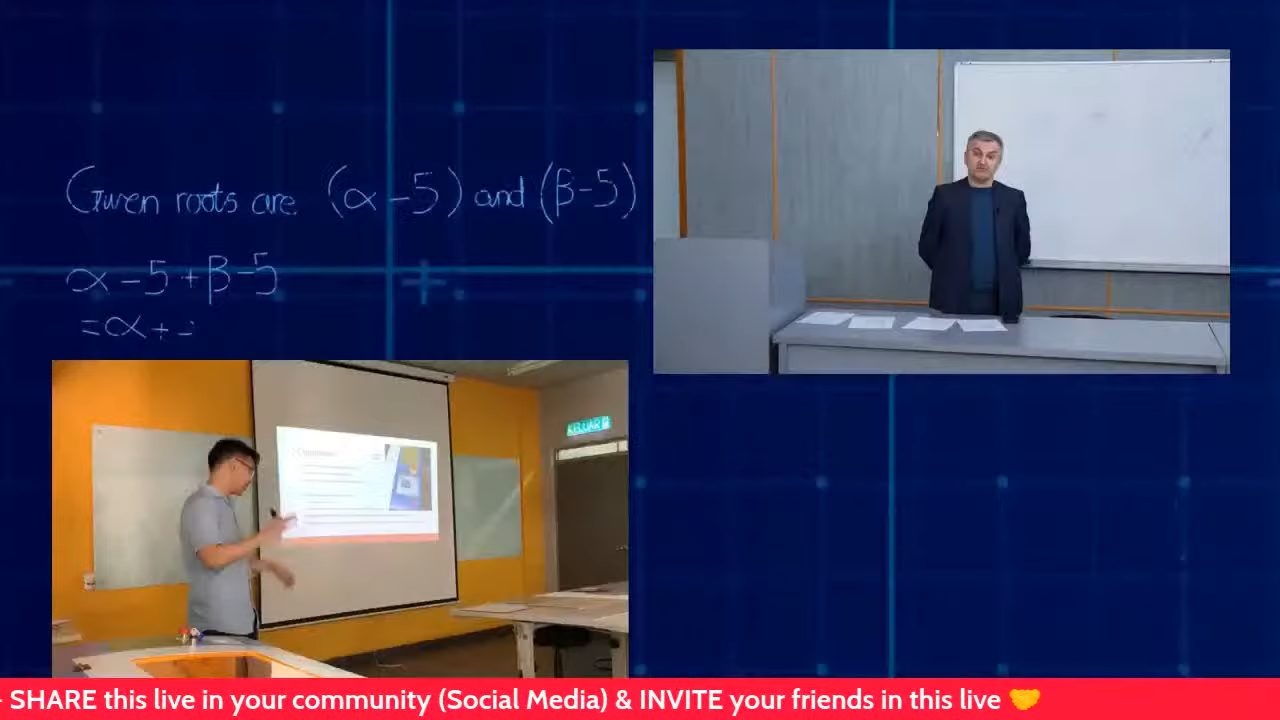 Given roots are (α-5) and (β-5)
α-5+β-5
=α+-
KELUAR
SHARE this live in your community (Social Media) & INVITE your friends in this live 🤝